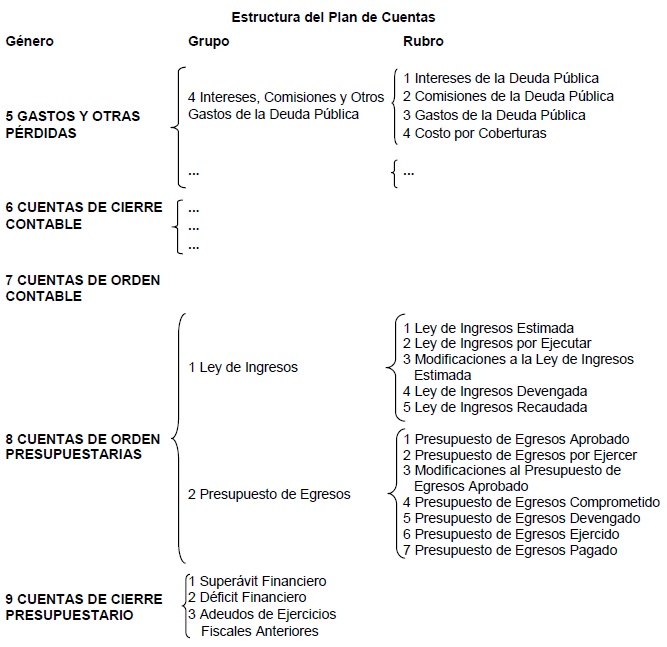 Estructura del Plan de Cuentas
Género Grupo Rubro
5 GASTOS Y OTRAS
PÉRDIDAS
4 Intereses, Comisiones y Otros
Gastos de la Deuda Pública
1 Intereses de la Deuda Pública
2 Comisiones de la Deuda Pública
3 Gastos de la Deuda Pública
4 Costo por Coberturas
...
...
6 CUENTAS DE CIERRE
CONTABLE
...
...
...
7 CUENTAS DE ORDEN
CONTABLE
8 CUENTAS DE ORDEN
PRESUPUESTARIAS
1 Ley de Ingresos
1 Ley de Ingresos Estimada
2 Ley de Ingresos por Ejecutar
3 Modificaciones a la Ley de Ingresos
Estimada
4 Ley de Ingresos Devengada
5 Ley de Ingresos Recaudada
2 Presupuesto de Egresos
1 Presupuesto de Egresos Aprobado
2 Presupuesto de Egresos por Ejercer
3 Modificaciones al Presupuesto de
Egresos Aprobado
4 Presupuesto de Egresos Comprometido
5 Presupuesto de Egresos Devengado
6 Presupuesto de Egresos Ejercido
7 Presupuesto de Egresos Pagado
9 CUENTAS DE CIERRE
PRESUPUESTARIO
1 Superávit Financiero
2 Déficit Financiero
3 Adeudos de Ejercicios
Fiscales Anteriores